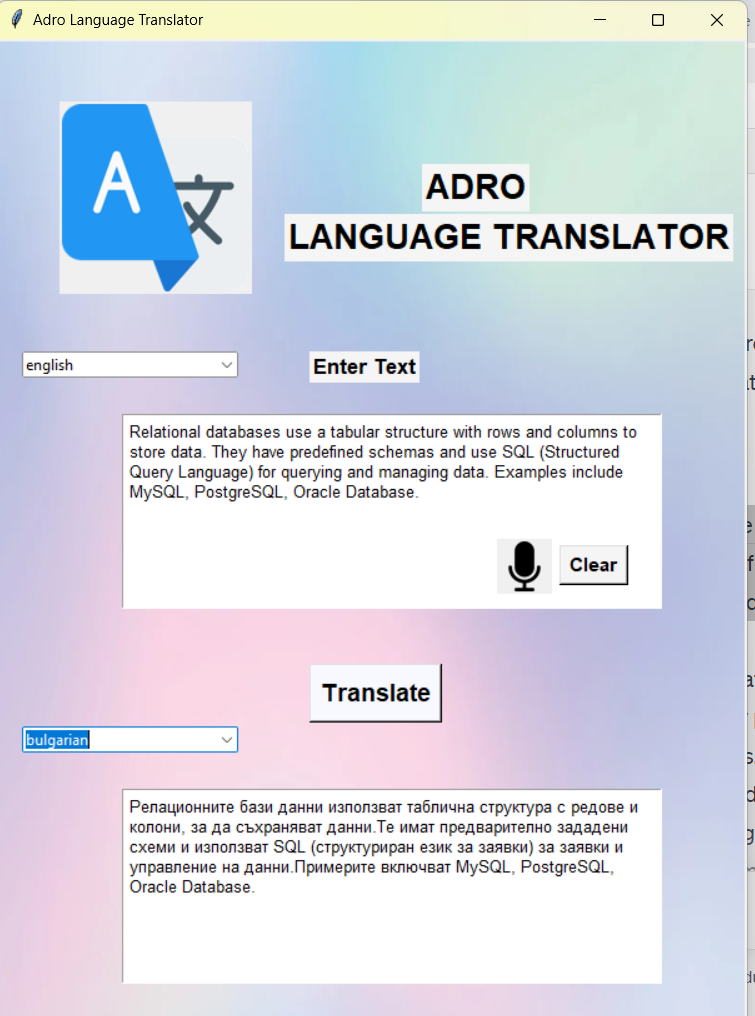 Adro Language Translator
A 文
ADRO
LANGUAGE TRANSLATOR
english
Enter Text
Relational databases use a tabular structure with rows and columns to
store data. They have predefined schemas and use SQL (Structured
Query Language) for querying and managing data. Examples include
MySQL, PostgreSQL, Oracle Database.
Clear
Translate
bulgarian
Релационните бази данни използват таблична структура с редове и
колони, за да съхраняват данни.Те имат предварително зададени
схеми и използват SQL (структуриран език за заявки) за заявки и
управление на данни.Примерите включват MySQL, PostgreSQL,
Oracle Database.